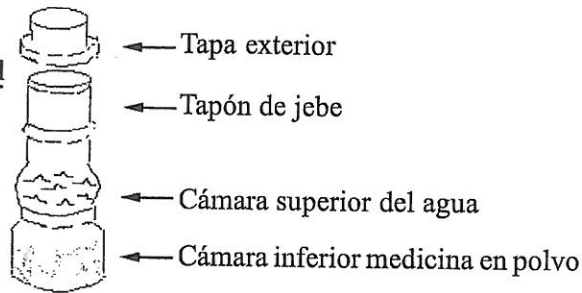 Tapa exterior
Tapón de jebe
Cámara superior del agua
Cámara inferior medicina en polvo